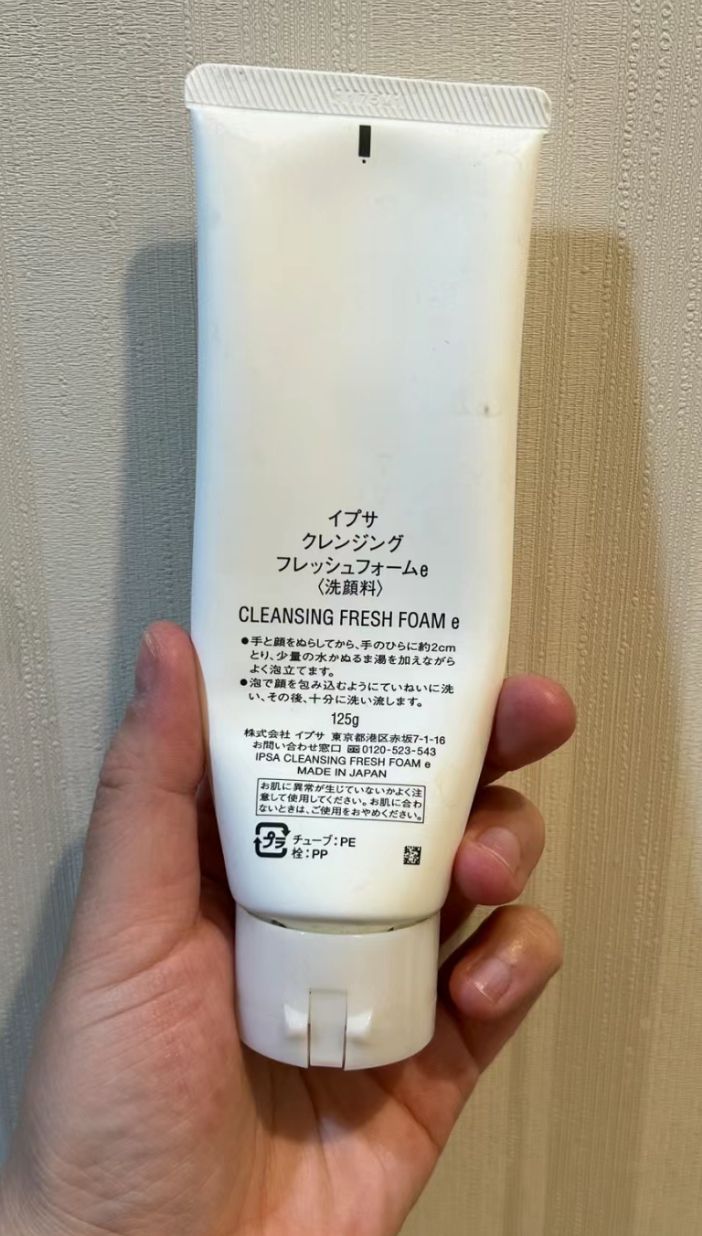 イプサ
クレンジング
フレッシュフォームe
〈洗顔料〉
CLEANSING FRESH FOAM e
●手と顔をぬらしてから、手のひらに約2cm
とり、少量の水かぬるま湯を加えながら
よく泡立てます。
●泡で顔を包み込むようにていねいに洗
い、その後、十分に洗い流します。
125g
株式会社 イプサ 東京都港区赤坂7-1-16
お問い合わせ窓口 0120-523-543
IPSA CLEANSING FRESH FOAM e
MADE IN JAPAN
お肌に異常が生じていないかよく注
意して使用してください。お肌に合わ
ないときは、ご使用をおやめください。
プラ チューブ:PE
栓:PP